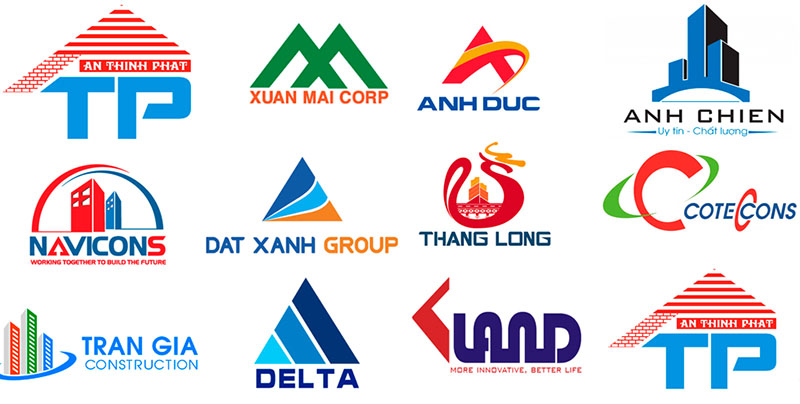 AN THINH PHAT
TP
XUAN MAI CORP
ANH DUC
ANH CHIEN
Uy tín - Chất lượng
NAVICONS
WORKING TOGETHER TO BUILD THE FUTURE
DAT XANH GROUP
THANG LONG
COTECCONS
TRAN GIA
CONSTRUCTION
DELTA
LAND
MORE INNOVATIVE, BETTER LIFE
AN THINH PHAT
TP